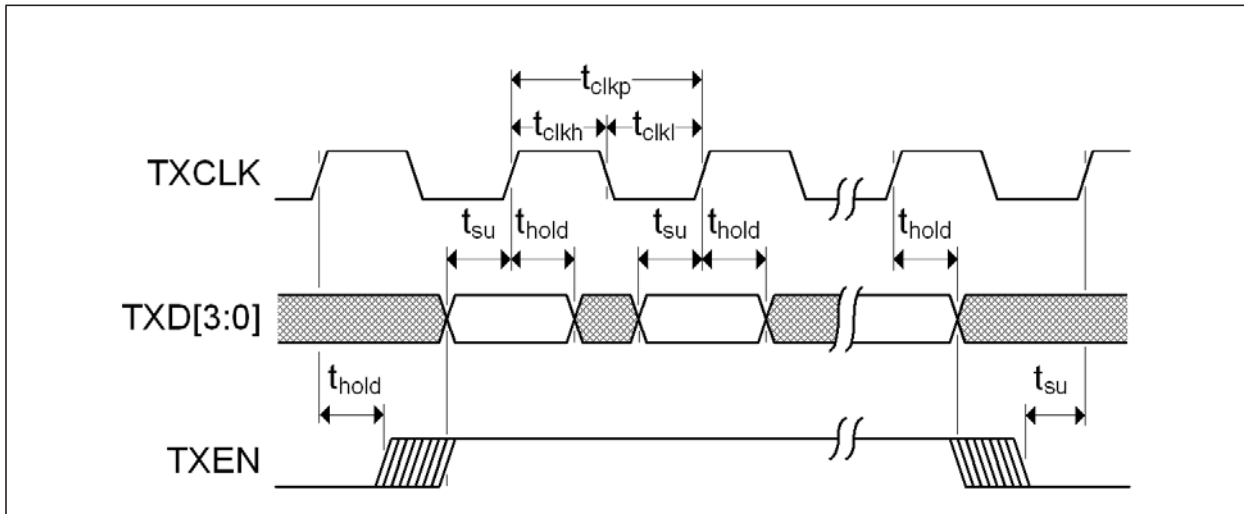 tclkp
tclkh tclkl
TXCLK
tsu thold tsu thold thold
TXD[3:0]
thold tsu
TXEN